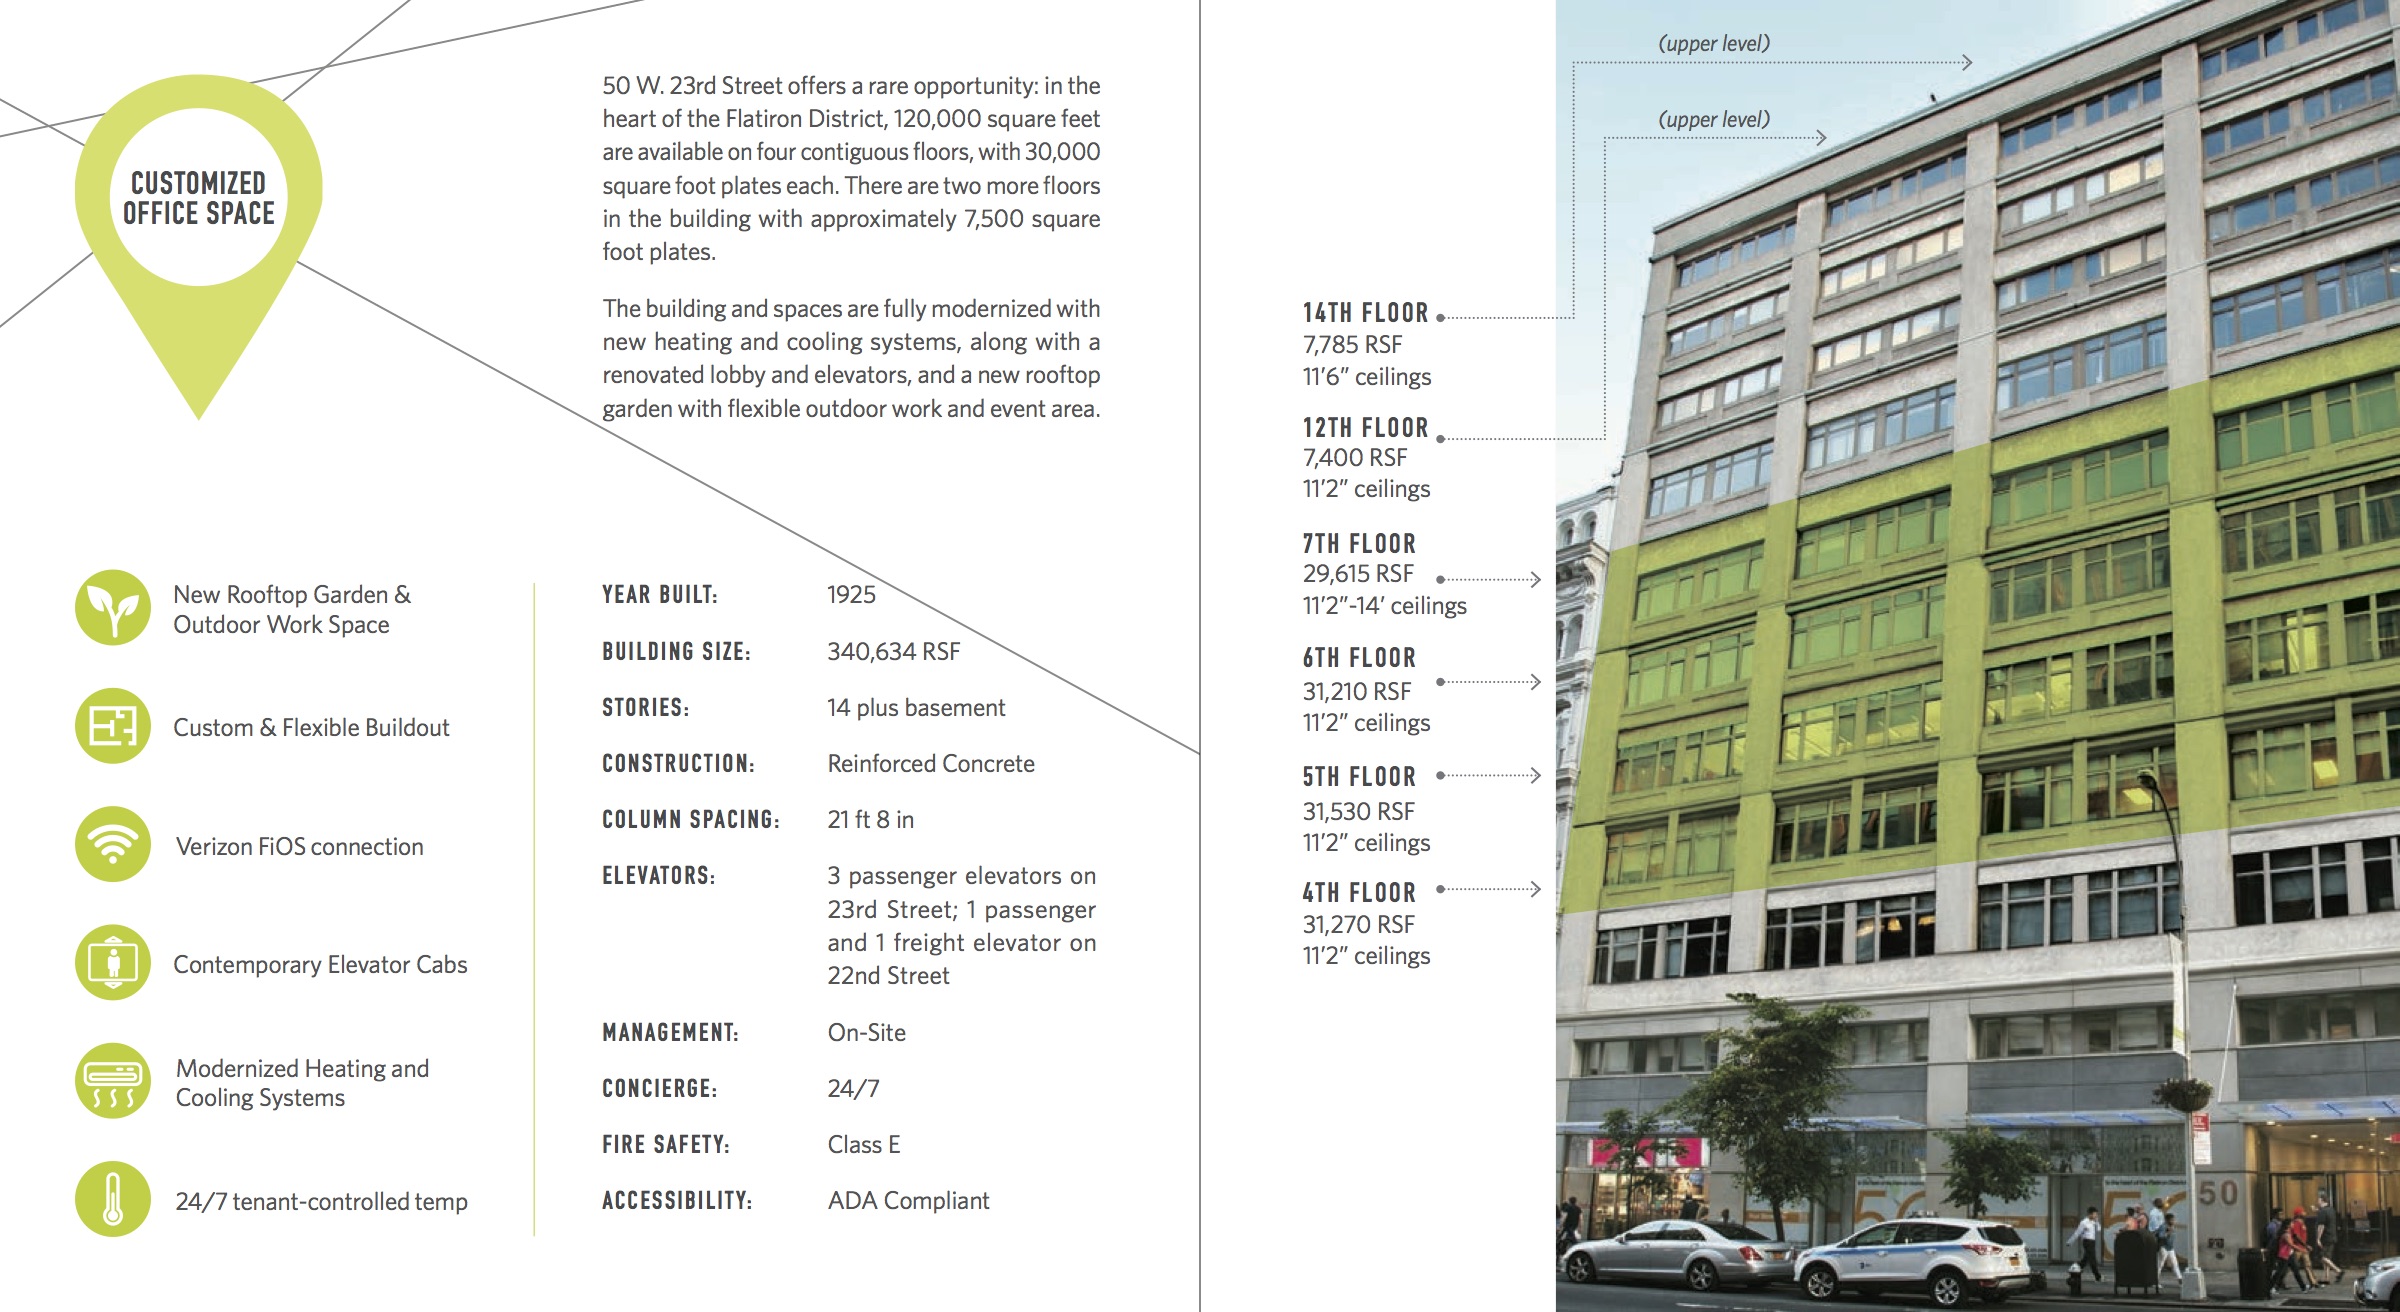 CUSTOMIZED
OFFICE SPACE
50 W. 23rd Street offers a rare opportunity: in the
heart of the Flatiron District, 120,000 square feet
are available on four contiguous floors, with 30,000
square foot plates each. There are two more floors
in the building with approximately 7,500 square
foot plates.
The building and spaces are fully modernized with
new heating and cooling systems, along with a
renovated lobby and elevators, and a new rooftop
garden with flexible outdoor work and event area.
New Rooftop Garden &
Outdoor Work Space
Custom & Flexible Buildout
Verizon FiOS connection
Contemporary Elevator Cabs
Modernized Heating and
Cooling Systems
24/7 tenant-controlled temp
YEAR BUILT: 1925
BUILDING SIZE: 340,634 RSF
STORIES: 14 plus basement
CONSTRUCTION: Reinforced Concrete
COLUMN SPACING: 21 ft 8 in
ELEVATORS: 3 passenger elevators on
23rd Street; 1 passenger
and 1 freight elevator on
22nd Street
MANAGEMENT: On-Site
CONCIERGE: 24/7
FIRE SAFETY: Class E
ACCESSIBILITY: ADA Compliant
(upper level)
(upper level)
14TH FLOOR
7,785 RSF
11’6” ceilings
12TH FLOOR
7,400 RSF
11’2” ceilings
7TH FLOOR
29,615 RSF
11’2”-14’ ceilings
6TH FLOOR
31,210 RSF
11’2” ceilings
5TH FLOOR
31,530 RSF
11’2” ceilings
4TH FLOOR
31,270 RSF
11’2” ceilings
50